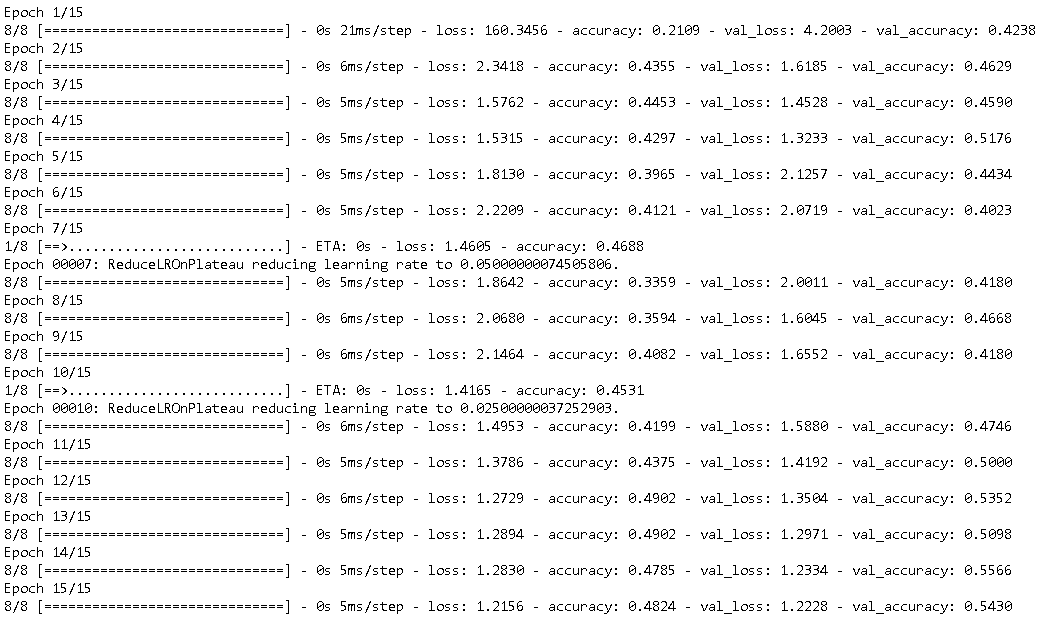 Epoch 1/15
8/8 [==============================] - 0s 21ms/step - loss: 160.3456 - accuracy: 0.2109 - val_loss: 4.2003 - val_accuracy: 0.4238
Epoch 2/15
8/8 [==============================] - 0s 6ms/step - loss: 2.3418 - accuracy: 0.4355 - val_loss: 1.6185 - val_accuracy: 0.4629
Epoch 3/15
8/8 [==============================] - 0s 5ms/step - loss: 1.5762 - accuracy: 0.4453 - val_loss: 1.4528 - val_accuracy: 0.4590
Epoch 4/15
8/8 [==============================] - 0s 5ms/step - loss: 1.5315 - accuracy: 0.4297 - val_loss: 1.3233 - val_accuracy: 0.5176
Epoch 5/15
8/8 [==============================] - 0s 5ms/step - loss: 1.8130 - accuracy: 0.3965 - val_loss: 2.1257 - val_accuracy: 0.4434
Epoch 6/15
8/8 [==============================] - 0s 5ms/step - loss: 2.2209 - accuracy: 0.4121 - val_loss: 2.0719 - val_accuracy: 0.4023
Epoch 7/15
1/8 [==>...........................] - ETA: 0s - loss: 1.4605 - accuracy: 0.4688
Epoch 00007: ReduceLROnPlateau reducing learning rate to 0.05000000074505806.
8/8 [==============================] - 0s 5ms/step - loss: 1.8642 - accuracy: 0.3359 - val_loss: 2.0011 - val_accuracy: 0.4180
Epoch 8/15
8/8 [==============================] - 0s 6ms/step - loss: 2.0680 - accuracy: 0.3594 - val_loss: 1.6045 - val_accuracy: 0.4668
Epoch 9/15
8/8 [==============================] - 0s 6ms/step - loss: 2.1464 - accuracy: 0.4082 - val_loss: 1.6552 - val_accuracy: 0.4180
Epoch 10/15
1/8 [==>...........................] - ETA: 0s - loss: 1.4165 - accuracy: 0.4531
Epoch 00010: ReduceLROnPlateau reducing learning rate to 0.02500000037252903.
8/8 [==============================] - 0s 6ms/step - loss: 1.4953 - accuracy: 0.4199 - val_loss: 1.5880 - val_accuracy: 0.4746
Epoch 11/15
8/8 [==============================] - 0s 5ms/step - loss: 1.3786 - accuracy: 0.4375 - val_loss: 1.4192 - val_accuracy: 0.5000
Epoch 12/15
8/8 [==============================] - 0s 6ms/step - loss: 1.2729 - accuracy: 0.4902 - val_loss: 1.3504 - val_accuracy: 0.5352
Epoch 13/15
8/8 [==============================] - 0s 5ms/step - loss: 1.2894 - accuracy: 0.4902 - val_loss: 1.2971 - val_accuracy: 0.5098
Epoch 14/15
8/8 [==============================] - 0s 5ms/step - loss: 1.2830 - accuracy: 0.4785 - val_loss: 1.2334 - val_accuracy: 0.5566
Epoch 15/15
8/8 [==============================] - 0s 5ms/step - loss: 1.2156 - accuracy: 0.4824 - val_loss: 1.2228 - val_accuracy: 0.5430